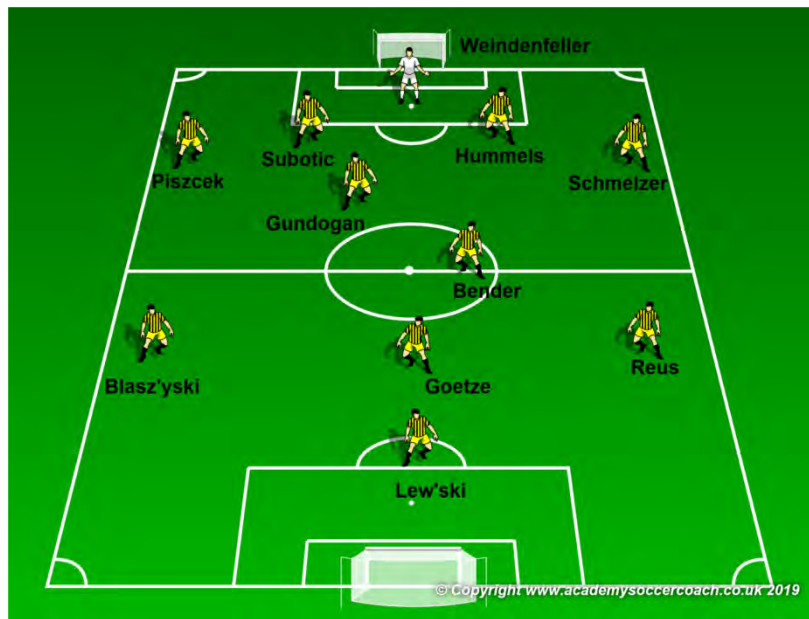 Weindenfeller
Subotic
Hummels
Piszcek
Schmelzer
Gundogan
Bender
Blasz'yski
Goetze
Reus
Lew'ski
© Copyright www.academysoccercoach.co.uk 2019